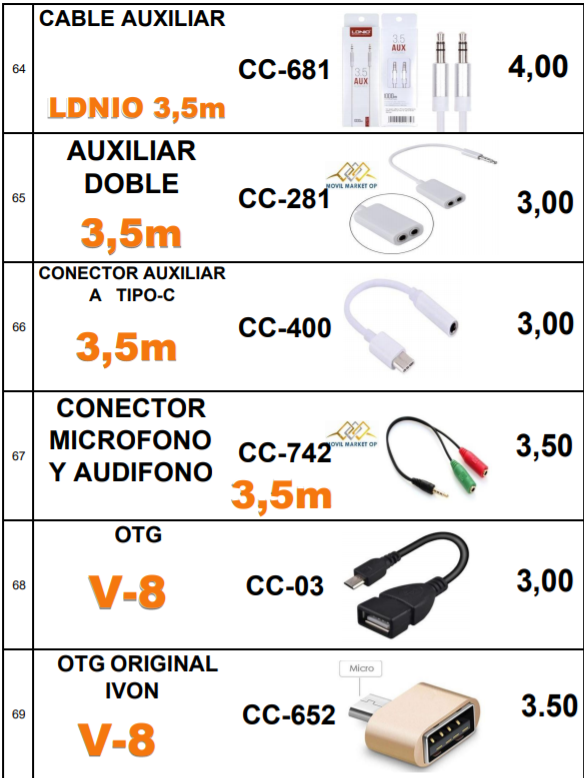 64
CABLE AUXILIAR
LDNIO 3,5m
CC-681
LDNIO
3.5
AUX
3.5
AUX
4,00
65
AUXILIAR
DOBLE
3,5m
CC-281
MOVIL MARKET OP
3,00
66
CONECTOR AUXILIAR
A TIPO-C
3,5m
CC-400
3,00
67
CONECTOR
MICROFONO
Y AUDIFONO
CC-742
MOVIL MARKET OP
3,5m
3,50
68
OTG
V-8
CC-03
3,00
69
OTG ORIGINAL
IVON
V-8
CC-652
Micro
3.50